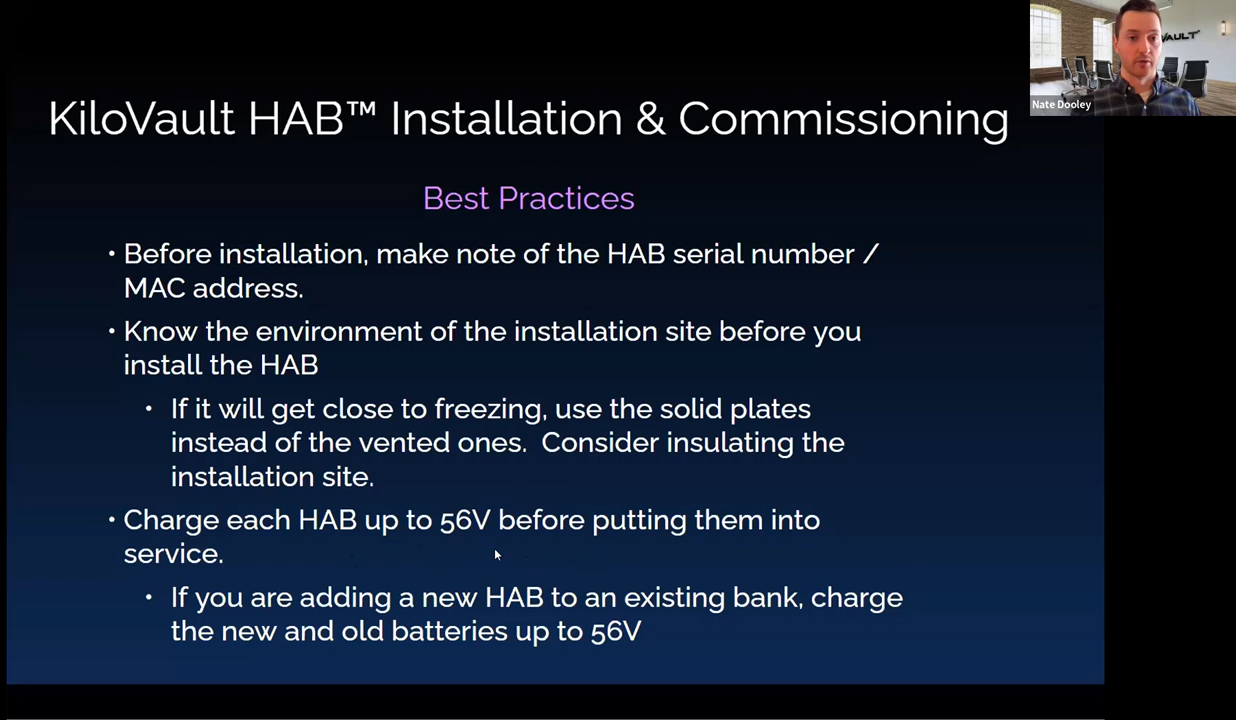 VAULT
Nate Dooley
KiloVault HAB™ Installation & Commissioning
Best Practices
• Before installation, make note of the HAB serial number /
MAC address.
• Know the environment of the installation site before you
install the HAB
• If it will get close to freezing, use the solid plates
instead of the vented ones. Consider insulating the
installation site.
• Charge each HAB up to 56V before putting them into
service.
• If you are adding a new HAB to an existing bank, charge
the new and old batteries up to 56V